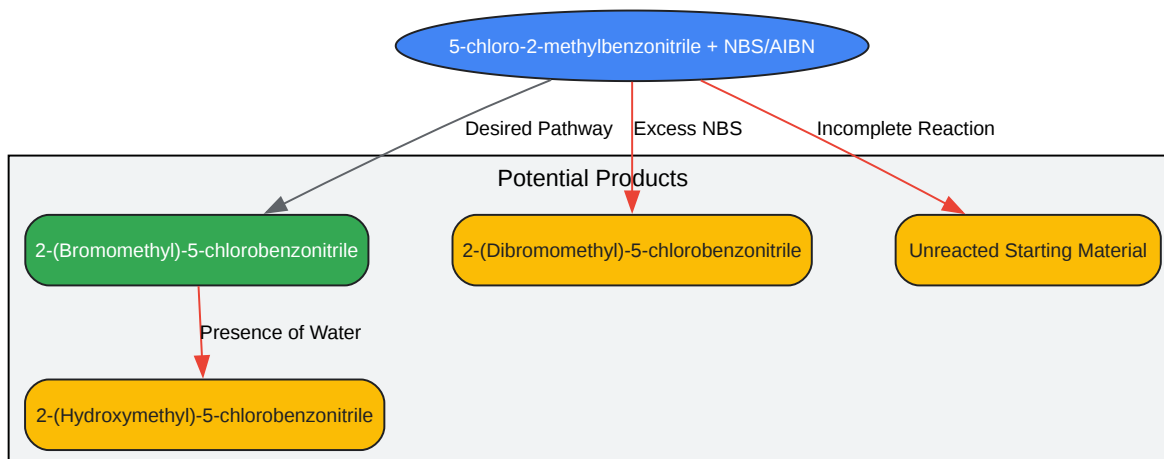 5-chloro-2-methylbenzonitrile + NBS/AIBN
Desired Pathway
Excess NBS
Incomplete Reaction
Potential Products
2-(Bromomethyl)-5-chlorobenzonitrile
2-(Dibromomethyl)-5-chlorobenzonitrile
Unreacted Starting Material
Presence of Water
2-(Hydroxymethyl)-5-chlorobenzonitrile